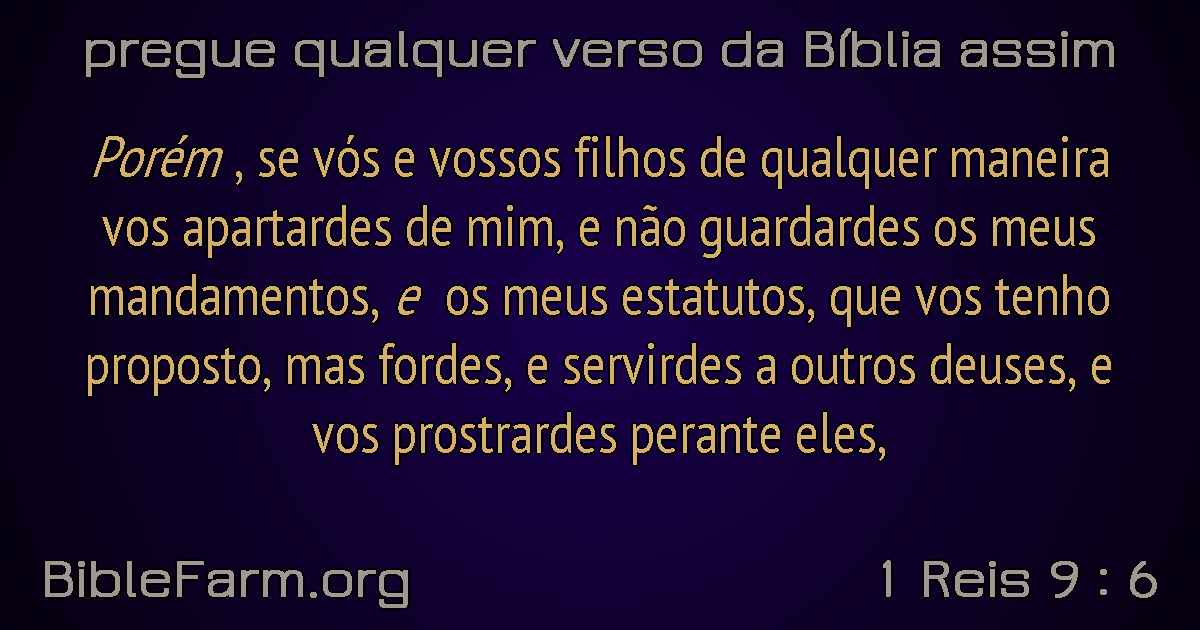 pregue qualquer verso da Bíblia assim
Porém , se vós e vossos filhos de qualquer maneira
vos apartardes de mim, e não guardardes os meus
mandamentos, e os meus estatutos, que vos tenho
proposto, mas fordes, e servirdes a outros deuses, e
vos prostrardes perante eles,
BibleFarm.org
1 Reis 9 : 6